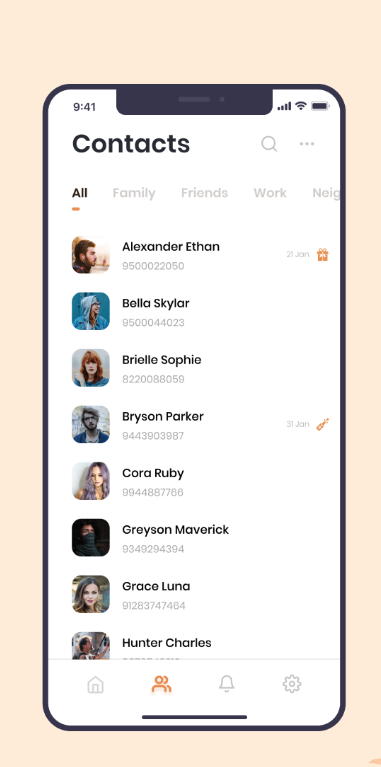 9:41
Contacts
All Family Friends Work Neig
Alexander Ethan
9500022050
21 Jan
Bella Skylar
9500044023
Brielle Sophie
8220088059
Bryson Parker
9443903987
31 Jan
Cora Ruby
9944887766
Greyson Maverick
9349294394
Grace Luna
91283747464
Hunter Charles